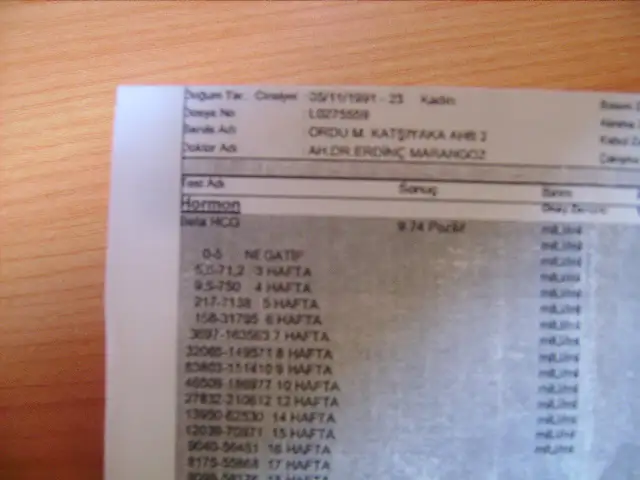 Doğum Tar. Cinsiyet 05/11/1991 - 23 Kadın
Dosya No L0275559
Servis Adı ORDU M. KATŞIYAKA AHB 2
Doktor Adı AH.DR.ERDİNÇ MARANGOZ
Test Adı Sonuç Birim
Hormon
Beta HCG 9.74 Pozitif mIU/ml
0-5 NEGATİF mIU/ml
5,5-71,2 3 HAFTA mIU/ml
9,5-750 4 HAFTA mIU/ml
217-7138 5 HAFTA mIU/ml
158-31795 6 HAFTA mIU/ml
3697-163563 7 HAFTA mIU/ml
32065-149571 8 HAFTA mIU/ml
63803-151410 9 HAFTA mIU/ml
46509-186977 10 HAFTA mIU/ml
27832-210612 12 HAFTA mIU/ml
13950-62530 14 HAFTA mIU/ml
12039-70971 15 HAFTA mIU/ml
9040-56451 16 HAFTA mIU/ml
8175-55868 17 HAFTA